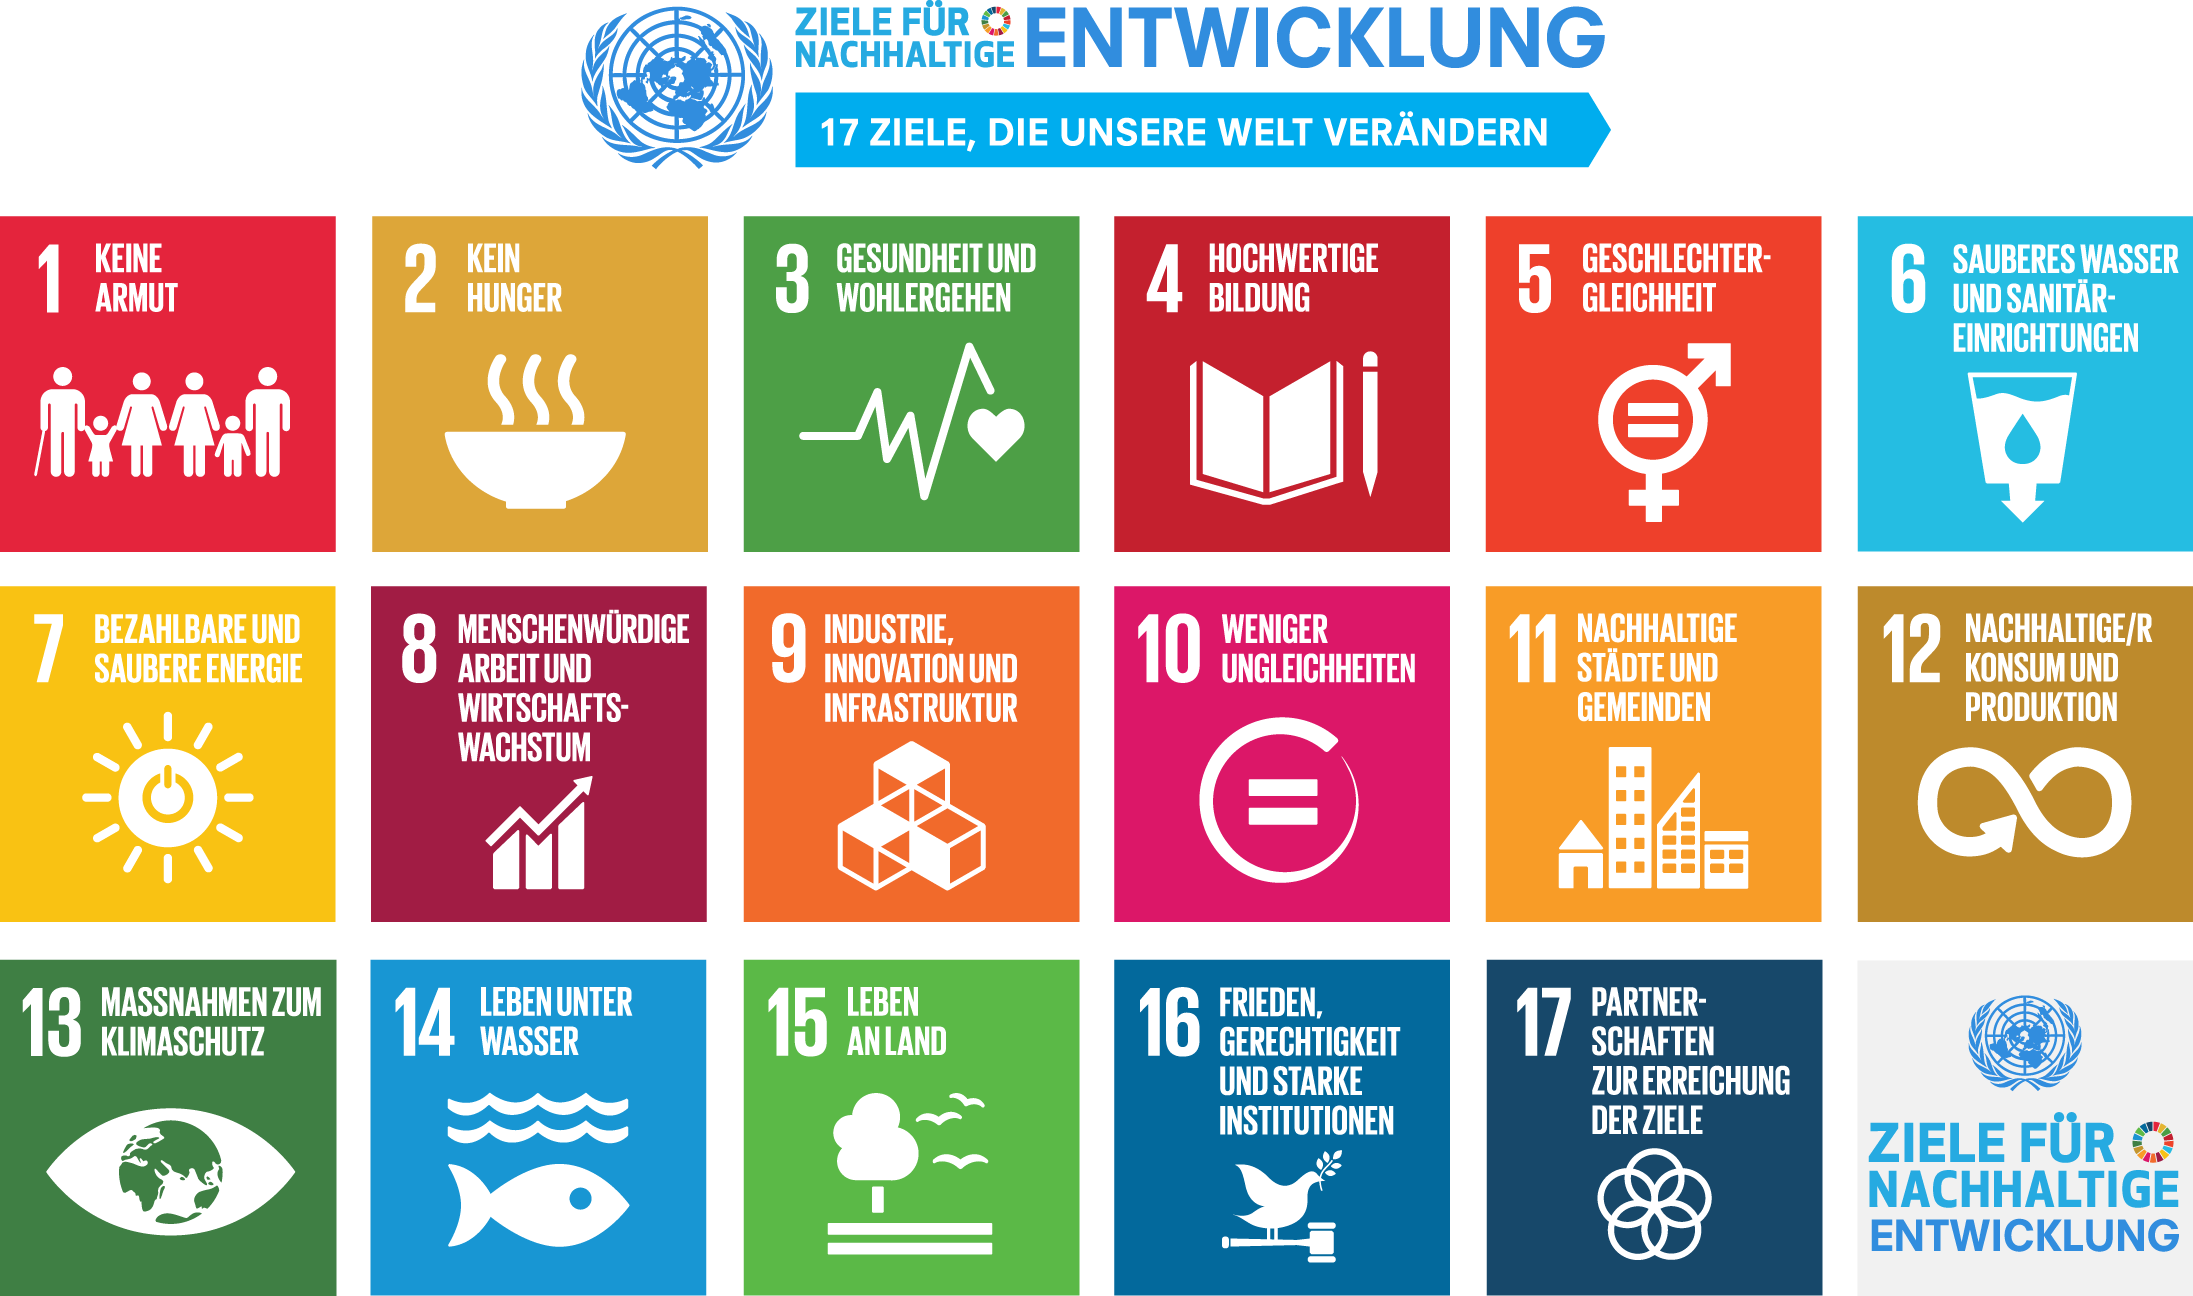 ZIELE FÜR
NACHHALTIGE ENTWICKLUNG
17 ZIELE, DIE UNSERE WELT VERÄNDERN
1 KEINE
ARMUT
2 KEIN
HUNGER
3 GESUNDHEIT UND
WOHLERGEHEN
4 HOCHWERTIGE
BILDUNG
5 GESCHLECHTER-
GLEICHHEIT
6 SAUBERES WASSER
UND SANITÄR-
EINRICHTUNGEN
7 BEZAHLBARE UND
SAUBERE ENERGIE
8 MENSCHENWÜRDIGE
ARBEIT UND
WIRTSCHAFTS-
WACHSTUM
9 INDUSTRIE,
INNOVATION UND
INFRASTRUKTUR
10 WENIGER
UNGLEICHHEITEN
11 NACHHALTIGE
STÄDTE UND
GEMEINDEN
12 NACHHALTIGE/R
KONSUM UND
PRODUKTION
13 MASSNAHMEN ZUM
KLIMASCHUTZ
14 LEBEN UNTER
WASSER
15 LEBEN
AN LAND
16 FRIEDEN,
GERECHTIGKEIT
UND STARKE
INSTITUTIONEN
17 PARTNER-
SCHAFTEN
ZUR ERREICHUNG
DER ZIELE
ZIELE FÜR
NACHHALTIGE
ENTWICKLUNG